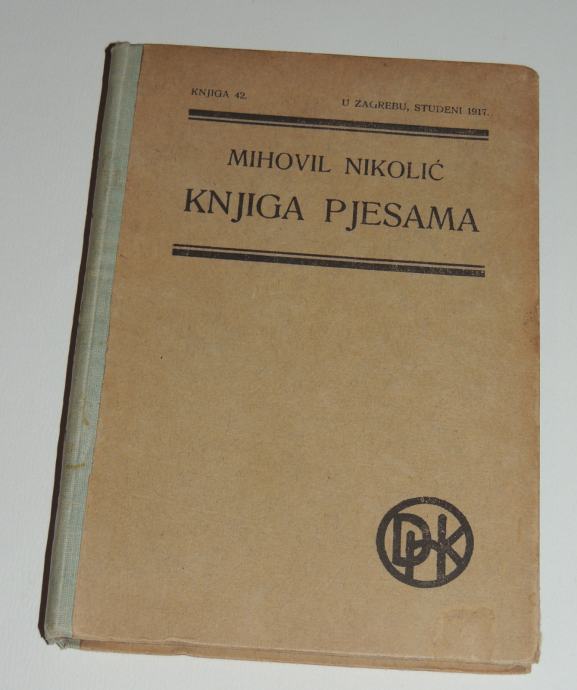 KNJIGA 42. U ZAGREBU, STUDENI 1917.
MIHOVIL NIKOLIĆ
KNJIGA PJESAMA
DHK